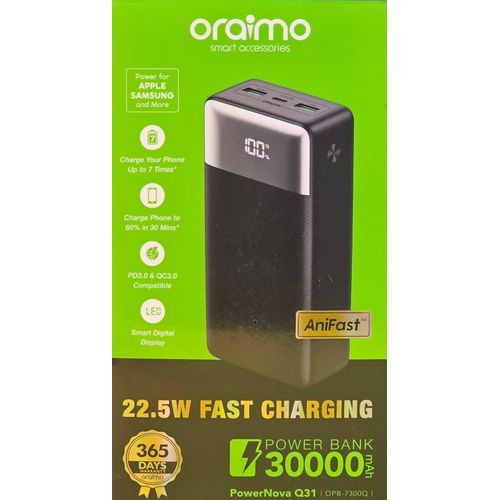 oraimo
smart accessories
Power for
APPLE
SAMSUNG
and More
7
Charge Your Phone
Up to 7 Times*
Charge Phone to
60% in 30 Mins*
PD3.0 & QC3.0
Compatible
LED
Smart Digital
Display
100%
AniFast™
22.5W FAST CHARGING
365
DAYS
WARRANTY
oraimo
POWER BANK
30000mAh
PowerNova Q31 | OPB-7300Q |